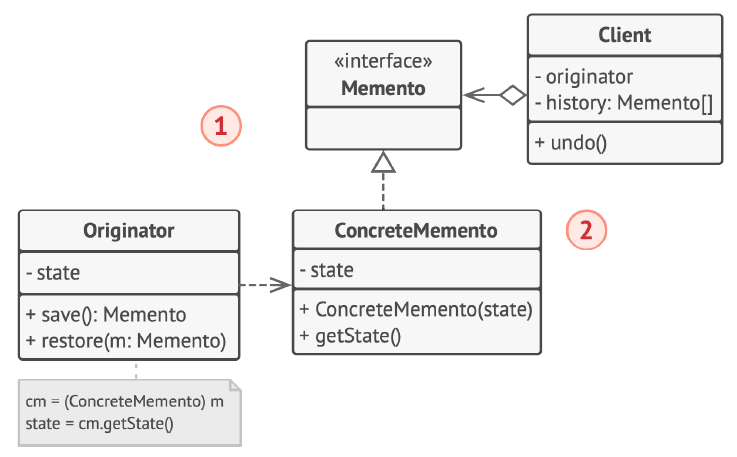 Client
- originator
- history: Memento[]
+ undo()
«interface»
Memento
1
2
Originator
- state
+ save(): Memento
+ restore(m: Memento)
ConcreteMemento
- state
+ ConcreteMemento(state)
+ getState()
cm = (ConcreteMemento) m
state = cm.getState()